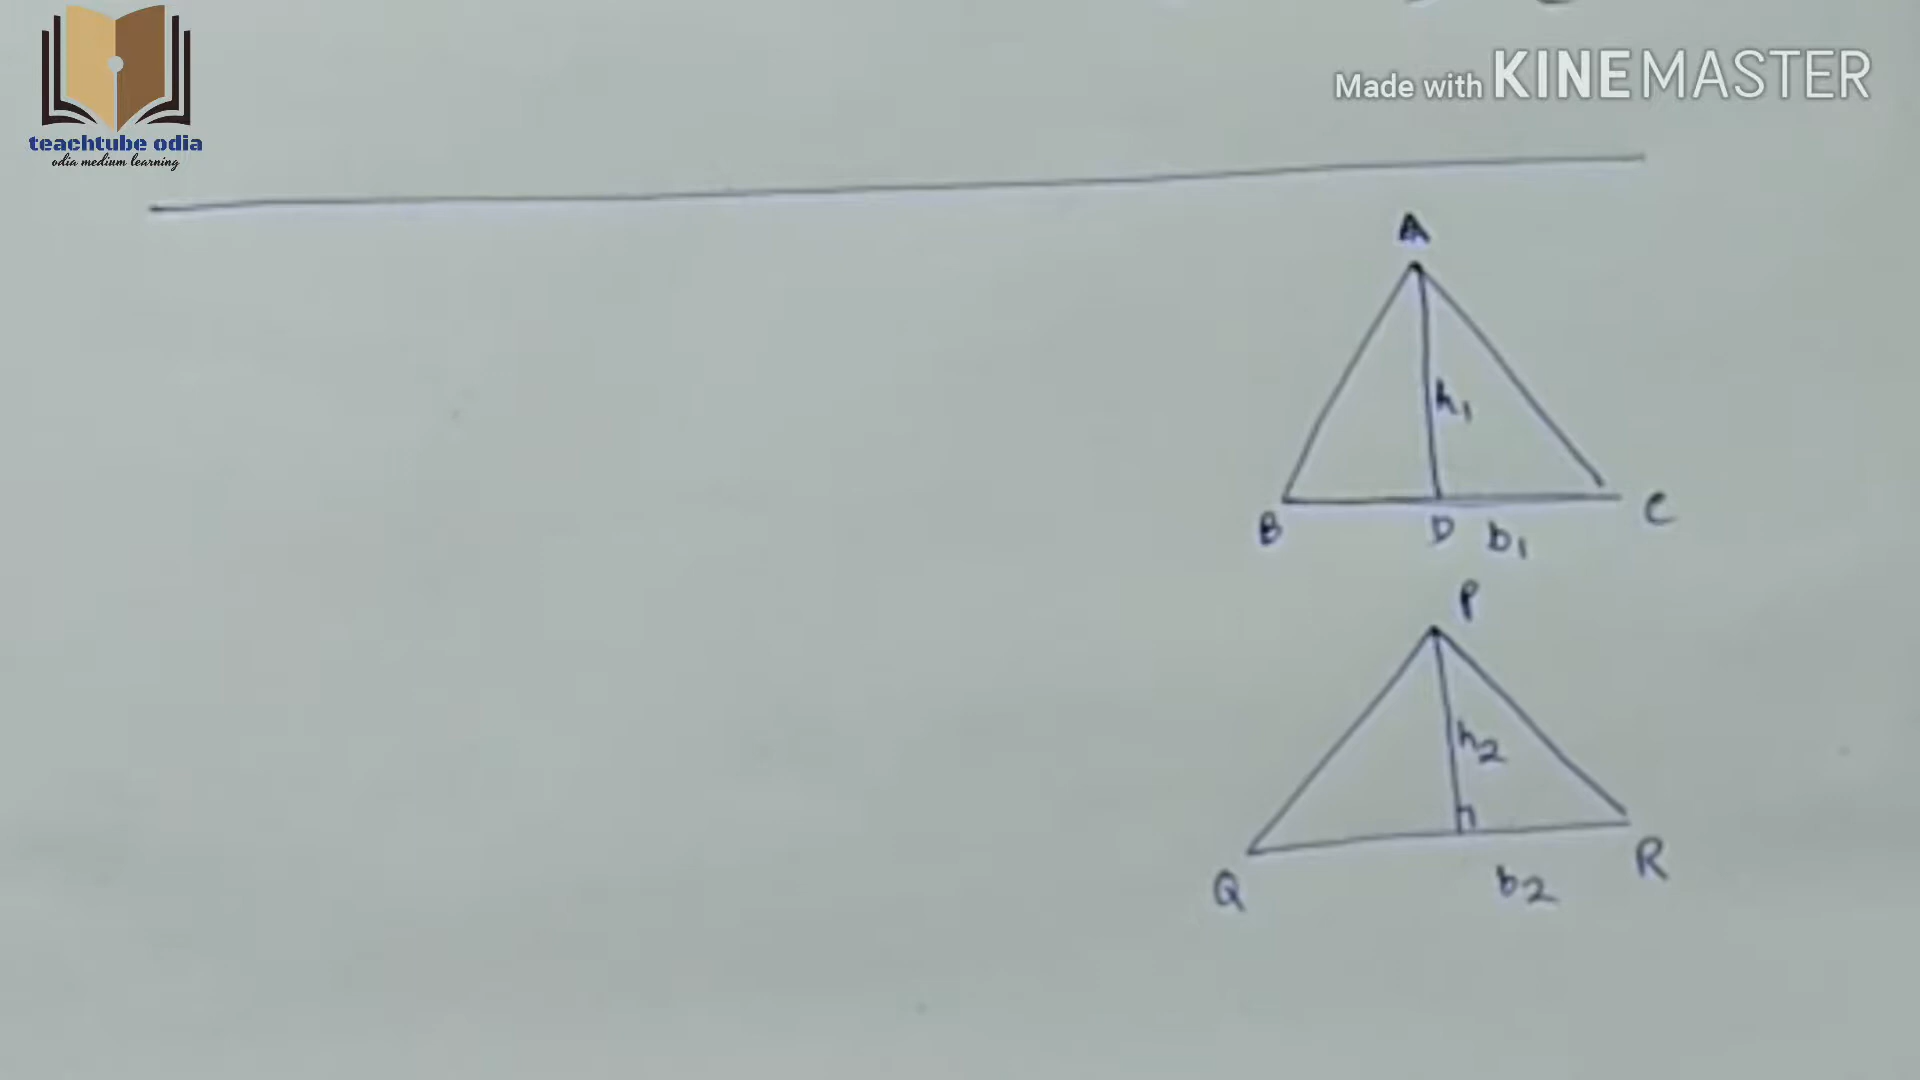 teachtube odia
odia medium learning
Made with KINEMASTER
A
h1
B D b1 C
P
h2
Q b2 R